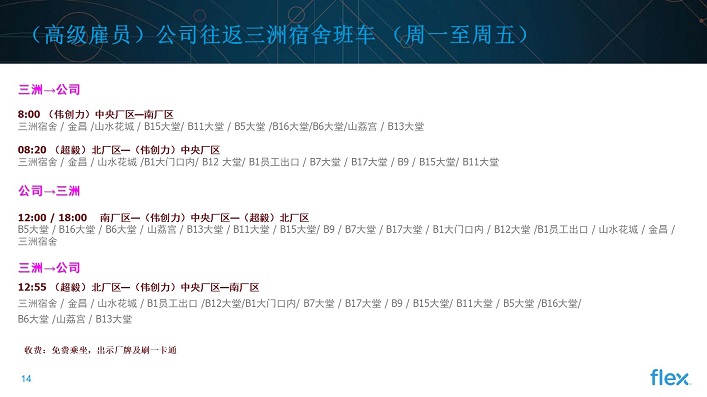 （高级雇员）公司往返三洲宿舍班车 （周一至周五）
三洲→公司
8:00 （伟创力）中央厂区—南厂区
三洲宿舍 / 金昌 /山水花城 / B15大堂/ B11大堂 / B5大堂 /B16大堂/B6大堂/山荔宫 / B13大堂
08:20 （超毅）北厂区—（伟创力）中央厂区
三洲宿舍 / 金昌 / 山水花城 /B1大门口内/ B12 大堂/ B1员工出口 / B7大堂 / B17大堂 / B9 / B15大堂/ B11大堂
公司→三洲
12:00 / 18:00 南厂区—（伟创力）中央厂区—（超毅）北厂区
B5大堂 / B16大堂 / B6大堂 / 山荔宫 / B13大堂 / B11大堂 / B15大堂/ B9 / B7大堂 / B17大堂 / B1大门口内 / B12大堂 /B1员工出口 / 山水花城 / 金昌 /
三洲宿舍
三洲→公司
12:55 （超毅）北厂区—（伟创力）中央厂区—南厂区
三洲宿舍 / 金昌 / 山水花城 / B1员工出口 /B12大堂/B1大门口内/ B7大堂 / B17大堂 / B9 / B15大堂/ B11大堂 / B5大堂 /B16大堂/
B6大堂 /山荔宫 / B13大堂
收费：免费乘坐，出示厂牌及刷一卡通
14
flex